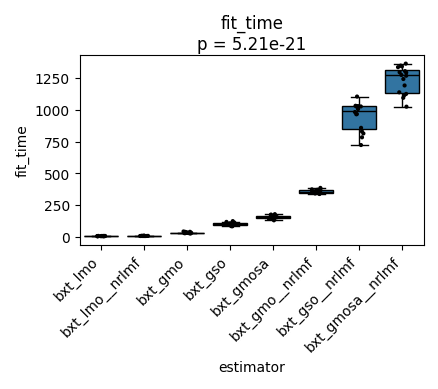 fit_time
p = 5.21e-21
fit_time
1250
1000
750
500
250
0
bxt_lmo
bxt_lmo__nrlmf
bxt_gmo
bxt_gso
bxt_gmosa
bxt_gmo__nrlmf
bxt_gso__nrlmf
bxt_gmosa__nrlmf
estimator